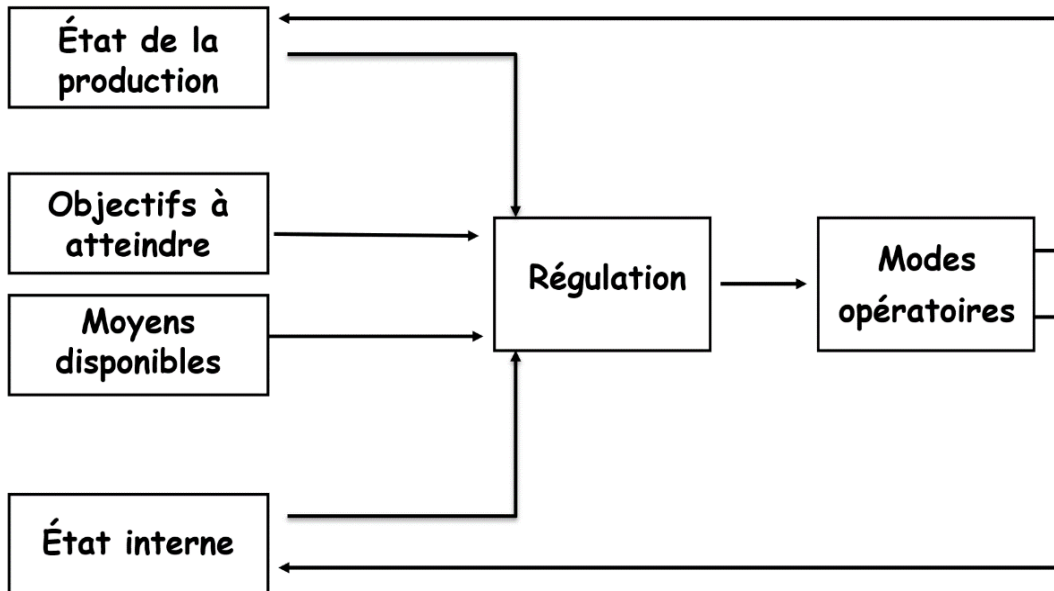 État de la
production
Objectifs à
atteindre
Moyens
disponibles
État interne
Régulation
Modes
opératoires